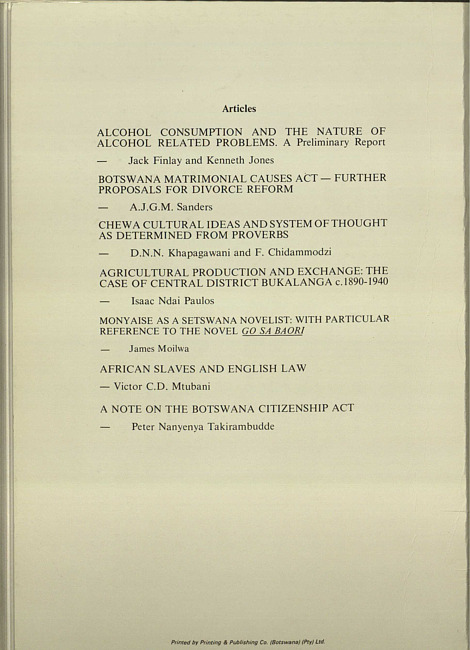 Articles
ALCOHOL CONSUMPTION AND THE NATURE OF
ALCOHOL RELATED PROBLEMS. A Preliminary Report
— Jack Finlay and Kenneth Jones
BOTSWANA MATRIMONIAL CAUSES ACT — FURTHER
PROPOSALS FOR DIVORCE REFORM
— A.J.G.M. Sanders
CHEWA CULTURAL IDEAS AND SYSTEM OF THOUGHT
AS DETERMINED FROM PROVERBS
— D.N.N. Khapagawani and F. Chidammodzi
AGRICULTURAL PRODUCTION AND EXCHANGE: THE
CASE OF CENTRAL DISTRICT BUKALANGA c.1890-1940
— Isaac Ndai Paulos
MONYAISE AS A SETSWANA NOVELIST: WITH PARTICULAR
REFERENCE TO THE NOVEL GO SA BAORI
— James Moilwa
AFRICAN SLAVES AND ENGLISH LAW
— Victor C.D. Mtubani
A NOTE ON THE BOTSWANA CITIZENSHIP ACT
— Peter Nanyenya Takirambudde
Printed by Printing & Publishing Co. (Botswana) (Pty) Ltd.